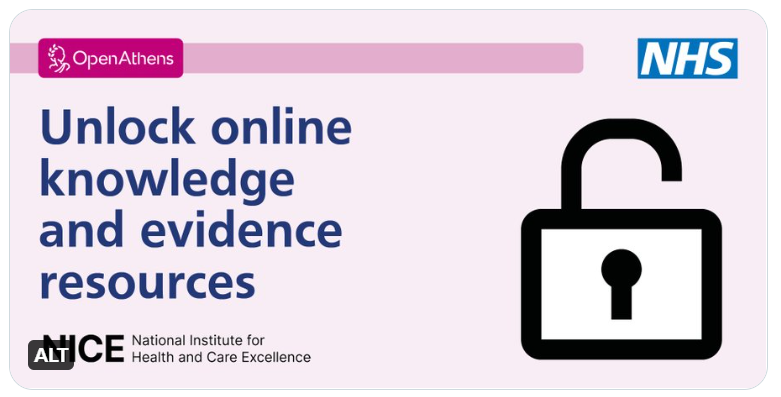 OpenAthens
NHS
Unlock online
knowledge
and evidence
resources
NICE
National Institute for
Health and Care Excellence
ALT